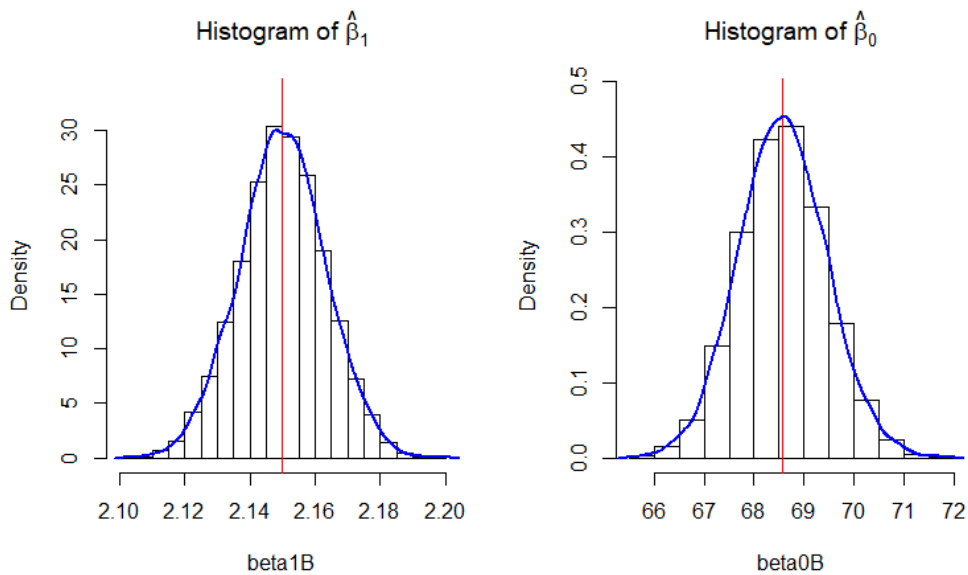 Histogram of β̂₁
Density
0 5 10 15 20 25 30
2.10 2.12 2.14 2.16 2.18 2.20
beta1B
Histogram of β̂₀
Density
0.0 0.1 0.2 0.3 0.4 0.5
66 67 68 69 70 71 72
beta0B